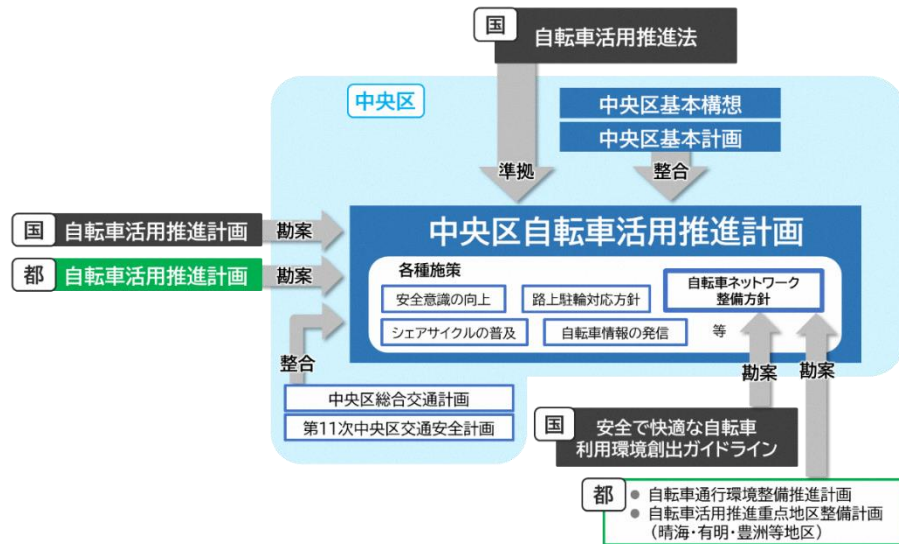 国 自転車活用推進法
中央区
中央区基本構想
中央区基本計画
準拠
整合
国 自転車活用推進計画 勘案
都 自転車活用推進計画 勘案
中央区自転車活用推進計画
各種施策
安全意識の向上
路上駐輪対応方針
自転車ネットワーク
整備方針
シェアサイクルの普及
自転車情報の発信
等
整合
勘案
勘案
中央区総合交通計画
第11次中央区交通安全計画
国 安全で快適な自転車
利用環境創出ガイドライン
都
● 自転車通行環境整備推進計画
● 自転車活用推進重点地区整備計画
（晴海・有明・豊洲等地区）